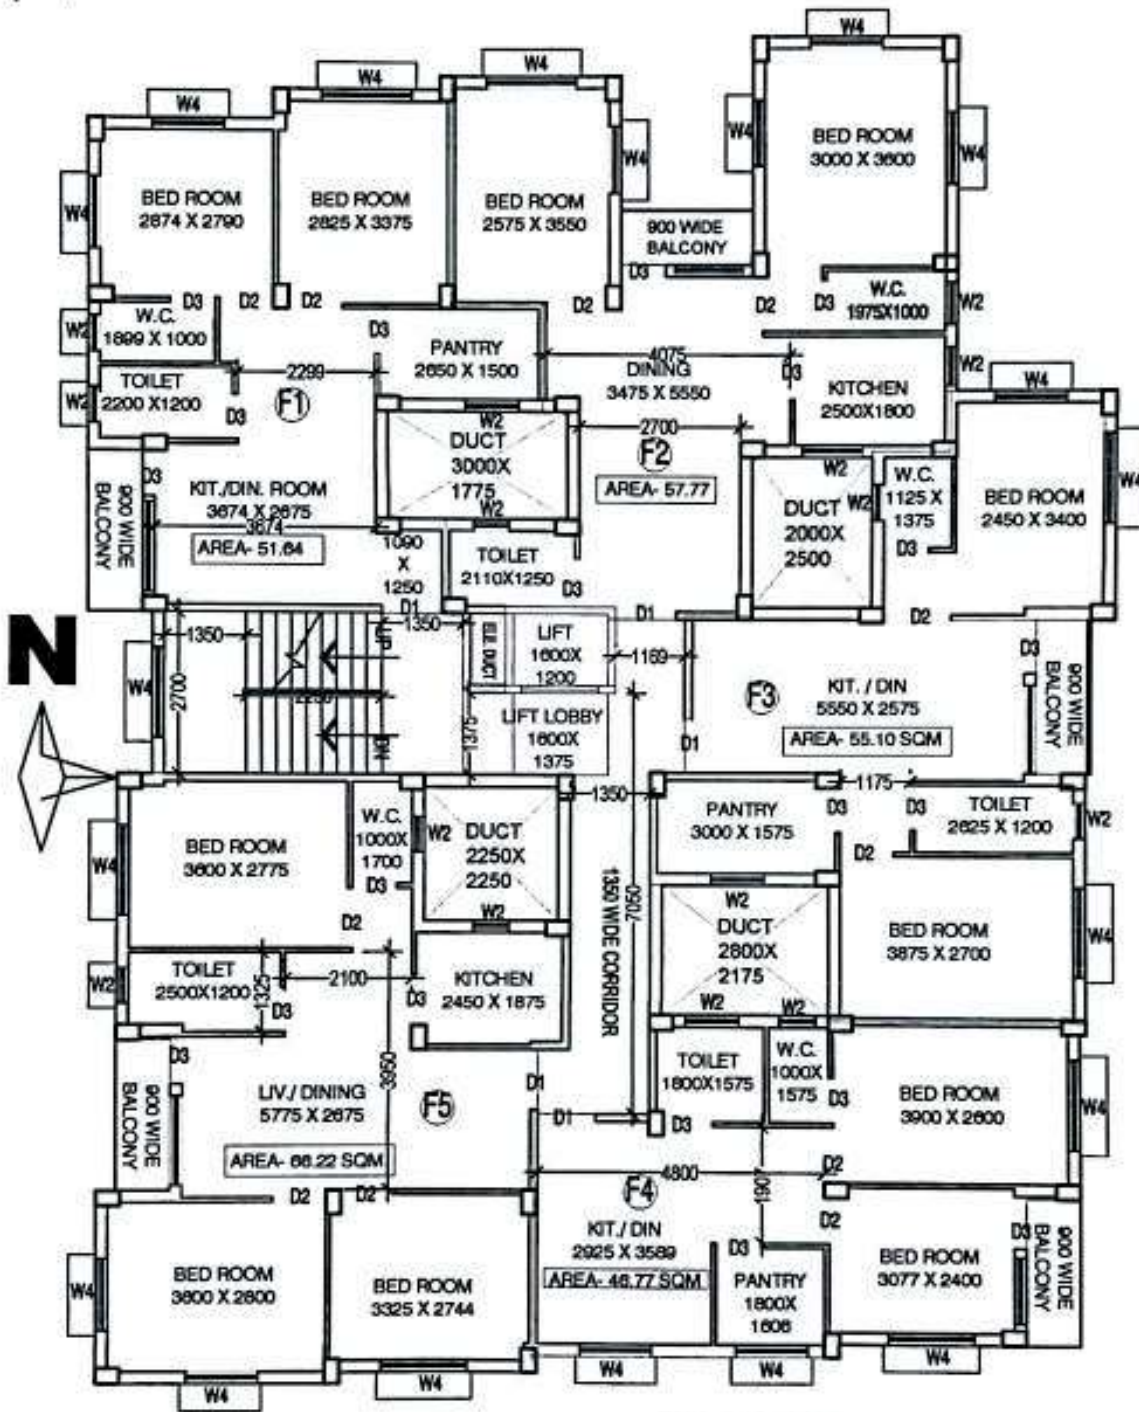 W4
W4
W4
W4
W4
BED ROOM
3000 X 3600
W4
W4
W4
BED ROOM
2874 X 2790
BED ROOM
2825 X 3375
BED ROOM
2575 X 3550
900 WIDE
BALCONY
D3
W2
D3
D2
D2
D2
D2
D3
W.C.
1975X1000
W2
W.C.
1899 X 1000
D3
PANTRY
2650 X 1500
4075
DINING
3475 X 5550
D3
KITCHEN
2500X1800
W2
W4
TOILET
2200 X1200
W2
2299
D3
F1
W2
DUCT
3000X
1775
W2
2700
F2
AREA- 57.77
W2
DUCT
2000X
2500
W2
W.C.
1125 X
1375
D3
BED ROOM
2450 X 3400
W4
900 WIDE
BALCONY
D3
KIT./DIN. ROOM
3674 X 2675
3674
AREA- 51.64
1090
X
1250
D1
TOILET
2110X1250
D3
D1
D2
N
1350
2700
W4
2250
UP
DN
1350
ELE. DUCT
LIFT
1600X
1200
1169
LIFT LOBBY
1600X
1375
1375
F3
D1
KIT. / DIN
5550 X 2575
AREA- 55.10 SQM
D3
900 WIDE
BALCONY
BED ROOM
3600 X 2775
W4
W.C.
1000X
1700
D3
W2
DUCT
2250X
2250
W2
D2
1350
PANTRY
3000 X 1575
D3
1175
D3
TOILET
2625 X 1200
W2
D2
1350 WIDE CORRIDOR
7050
W2
DUCT
2800X
2175
W2
W2
BED ROOM
3875 X 2700
W4
TOILET
2500X1200
W2
1325
D3
2100
D3
KITCHEN
2450 X 1875
D3
900 WIDE
BALCONY
LIV./ DINING
5775 X 2675
3950
F5
AREA- 66.22 SQM
D1
D1
TOILET
1800X1575
D3
W.C.
1000X
1575
D3
BED ROOM
3900 X 2600
W4
D2
D2
4800
F4
1901
D2
D2
KIT./ DIN
2925 X 3589
AREA- 46.77 SQM
D3
PANTRY
1800X
1606
BED ROOM
3077 X 2400
D3
900 WIDE
BALCONY
BED ROOM
3600 X 2800
W4
BED ROOM
3325 X 2744
W4
W4
W4
W4
W4